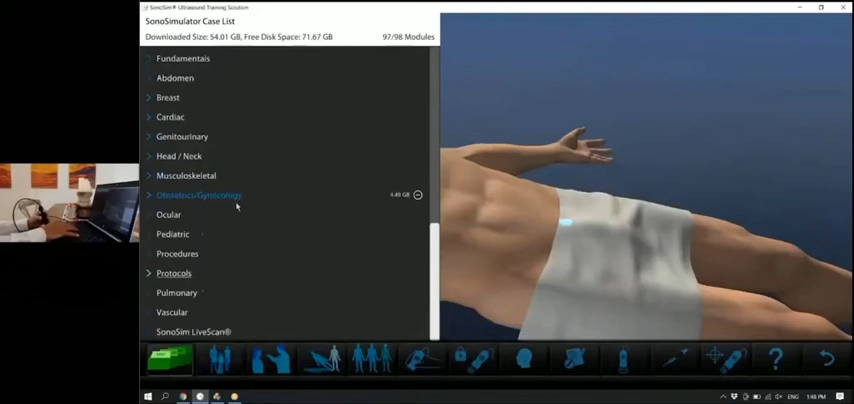 SonoSim® Ultrasound Training Solution
SonoSimulator Case List
Downloaded Size: 54.01 GB, Free Disk Space: 71.67 GB 97/98 Modules
Fundamentals
Abdomen
Breast
Cardiac
Genitourinary
Head / Neck
Musculoskeletal
Obstetrics/Gynecology 4.49 GB
Ocular
Pediatric
Procedures
Protocols
Pulmonary
Vascular
SonoSim LiveScan®
?
ENG 1:48 PM